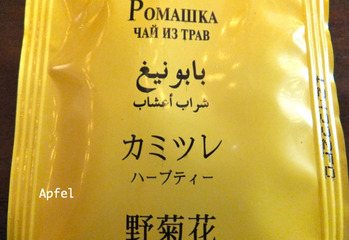 РОМАШКА
ЧАЙ ИЗ ТРАВ
بابونيغ
شراب أعشاب
カミツレ
ハーブティー
Apfel
野菊花